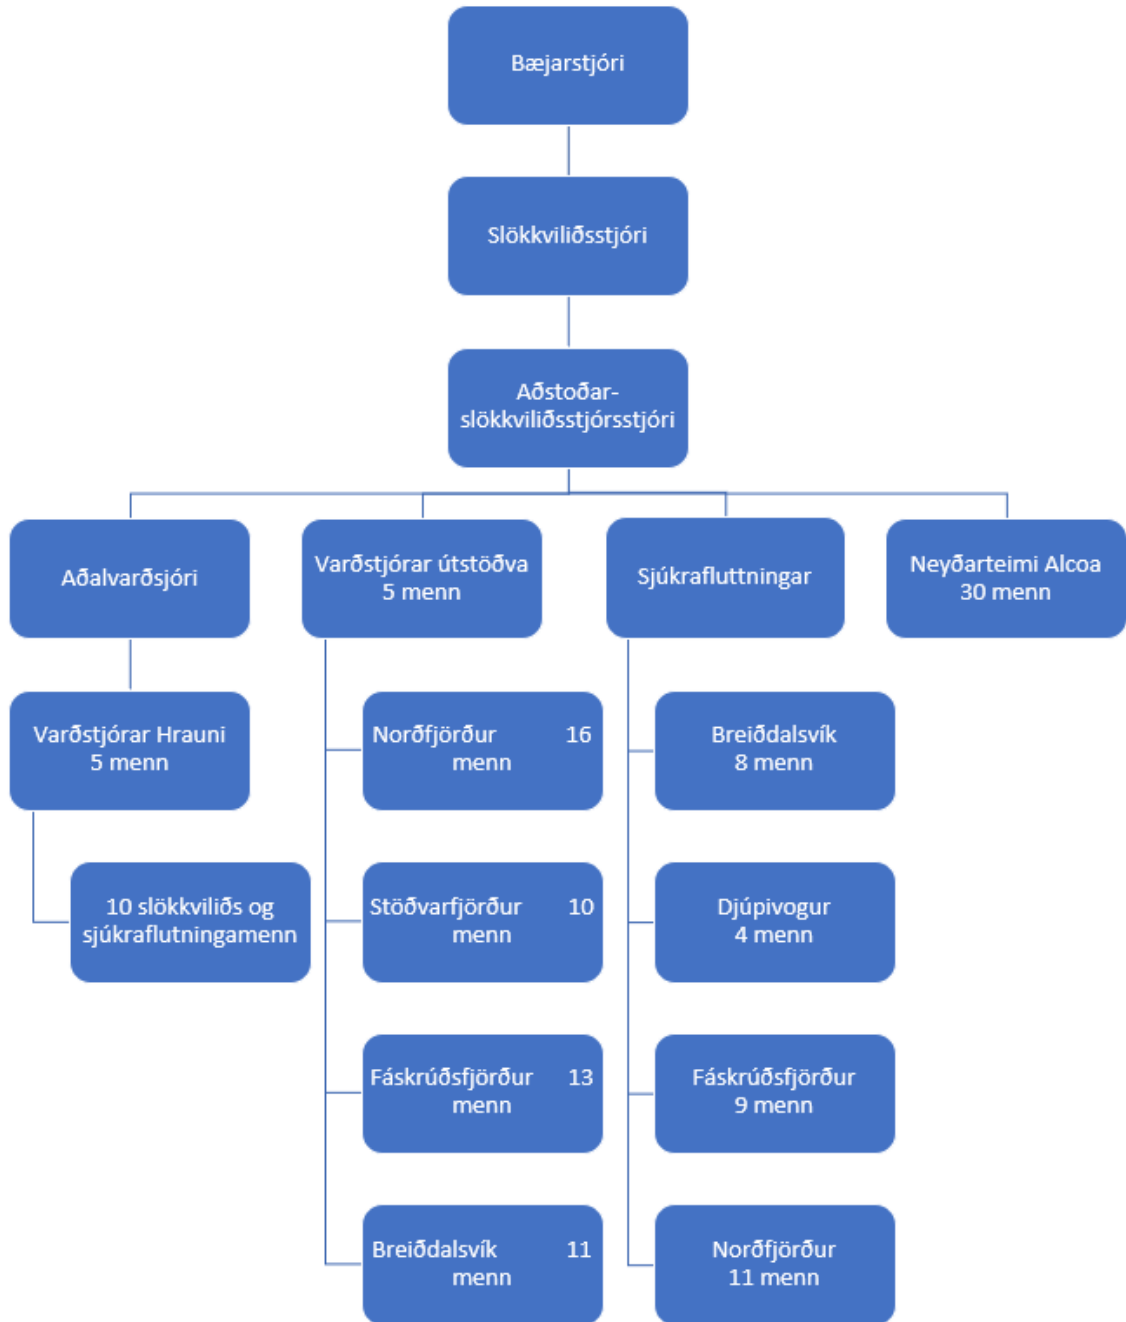 Bæjarstjóri
Slökkviliðsstjóri
Aðstoðar-
slökkviliðsstjórsstjóri
Aðalvarðsjóri
Varðstjórar útstöðva
5 menn
Sjúkrafluttningar
Neyðarteimi Alcoa
30 menn
Varðstjórar Hrauni
5 menn
10 slökkviliðs og
sjúkraflutningamenn
Norðfjörður 16
menn
Stöðvarfjörður 10
menn
Fáskrúðsfjörður 13
menn
Breiðdalsvík 11
menn
Breiðdalsvík
8 menn
Djúpivogur
4 menn
Fáskrúðsfjörður
9 menn
Norðfjörður
11 menn